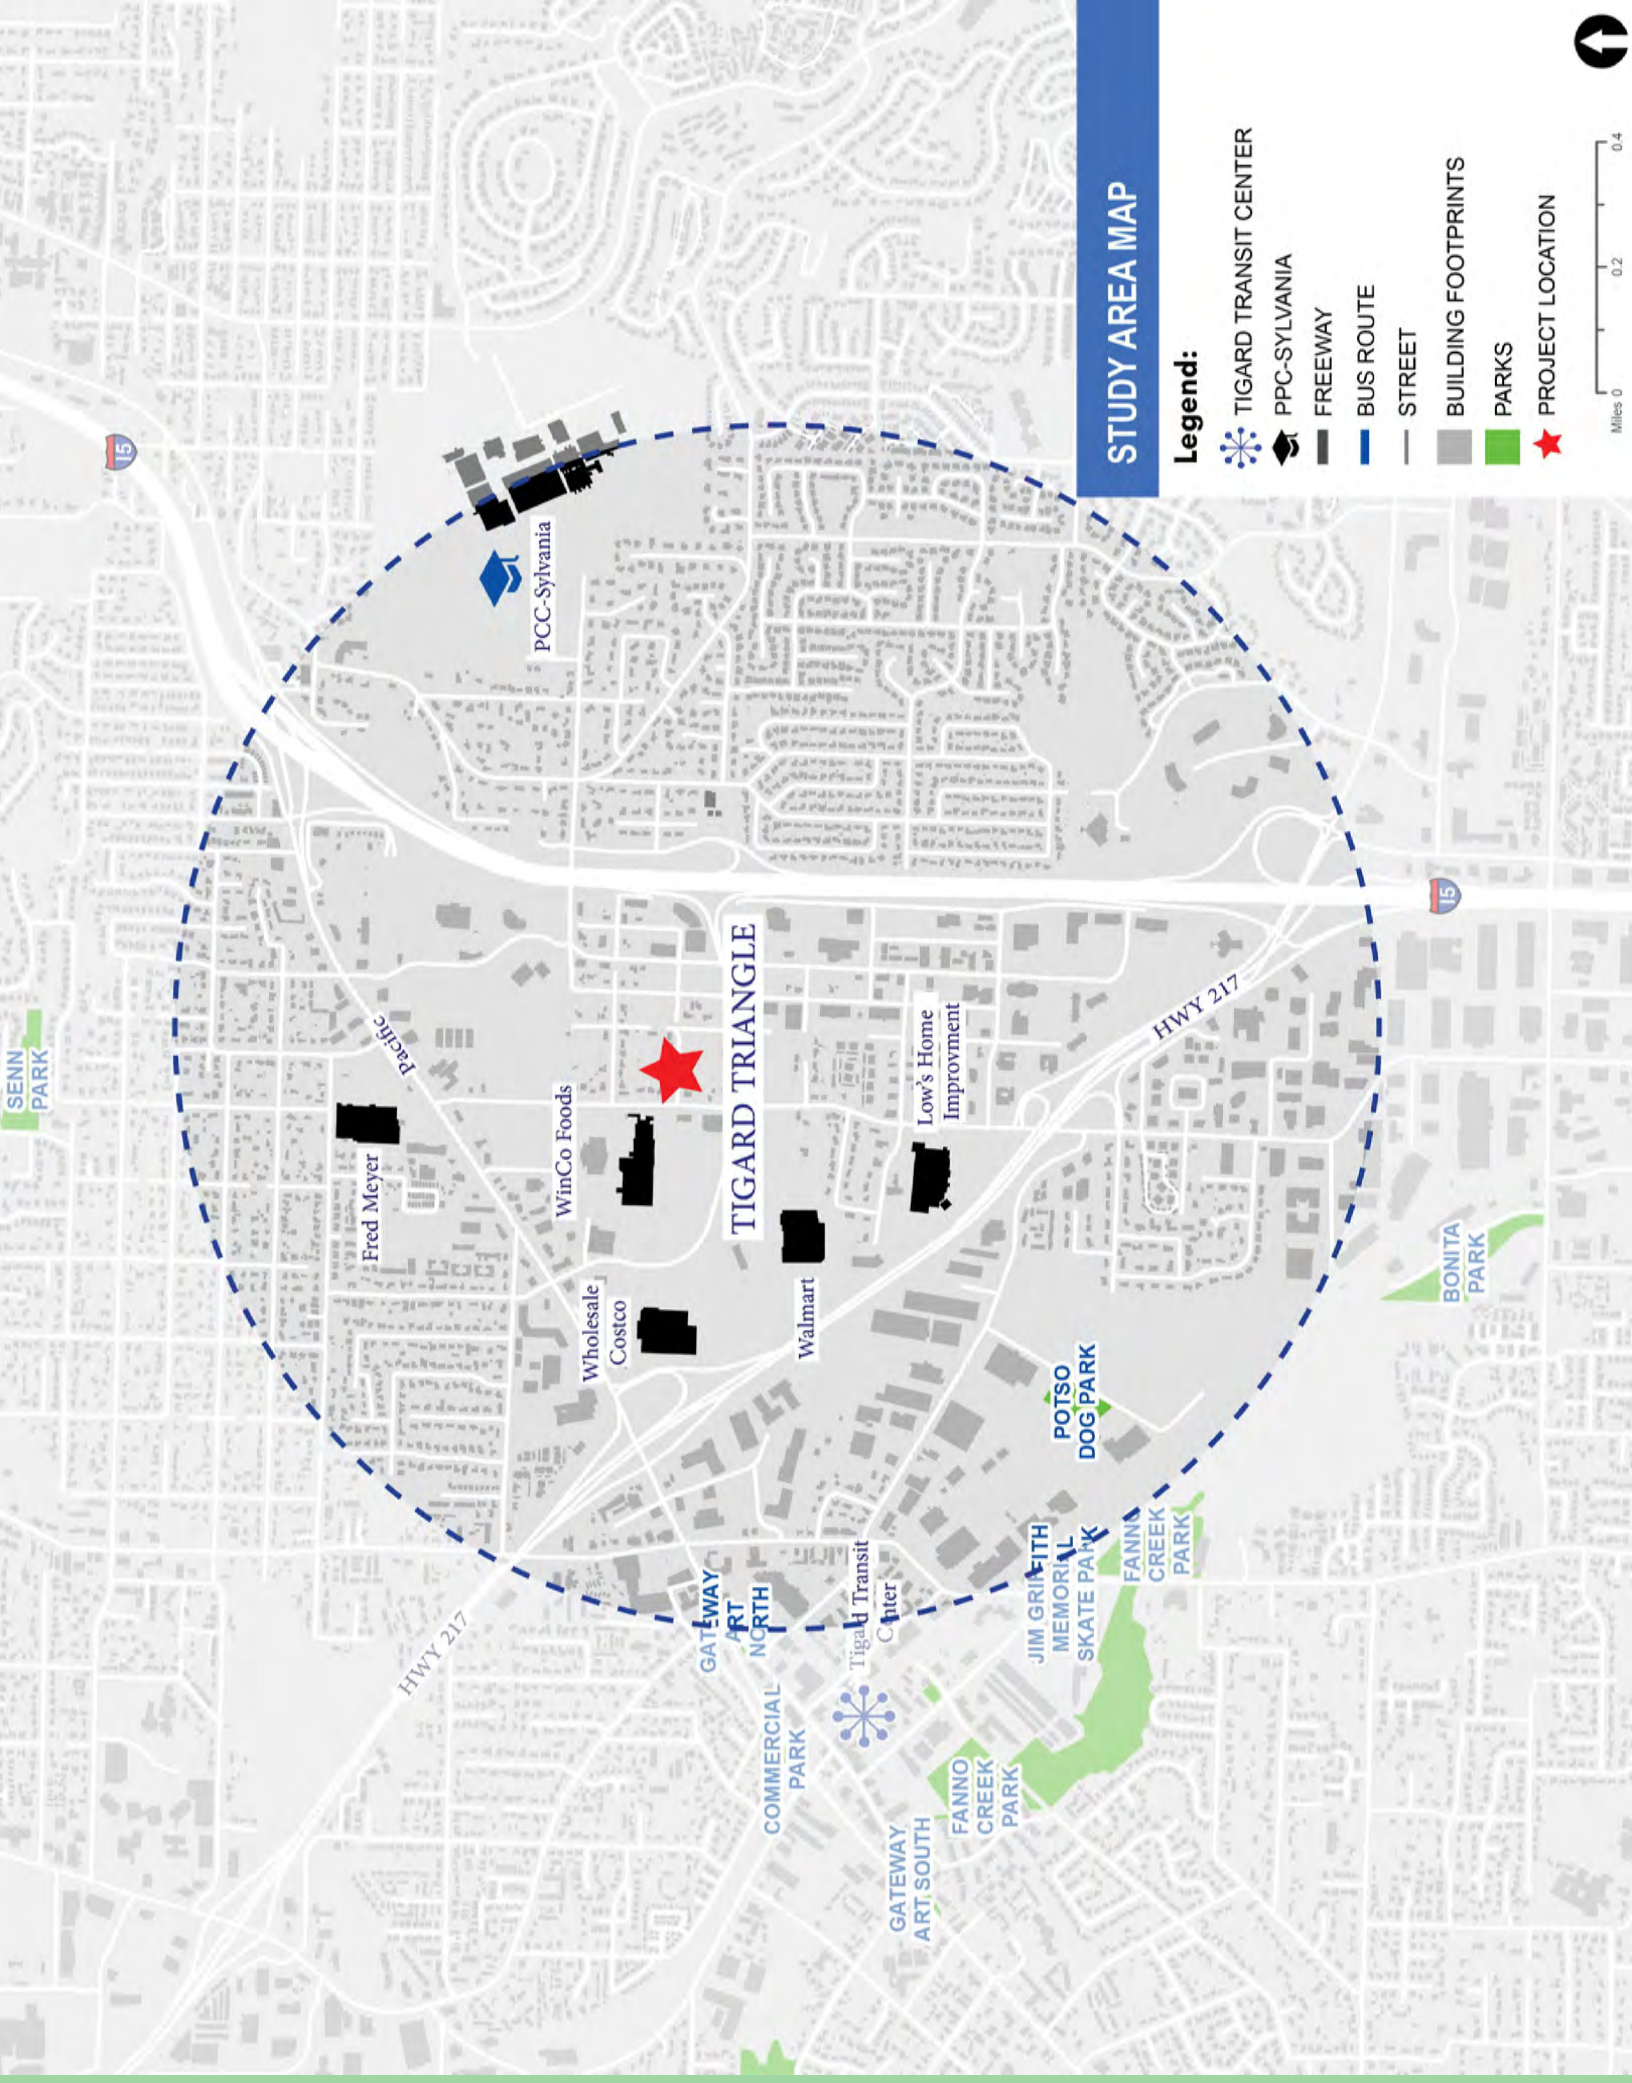 SENN
PARK
15
PCC-Sylvania
Pacific
Fred Meyer
WinCo Foods
TIGARD TRIANGLE
Wholesale
Costco
Walmart
Low's Home
Improvment
HWY 217
15
HWY 217
GATEWAY
ART
NORTH
Tigard Transit
Center
COMMERCIAL
PARK
GATEWAY
ART SOUTH
FANNO
CREEK
PARK
JIM GRIFFITH
MEMORIAL
SKATE PARK
FANNO
CREEK
PARK
POTSO
DOG PARK
BONITA
PARK
STUDY AREA MAP
Legend:
TIGARD TRANSIT CENTER
PPC-SYLVANIA
FREEWAY
BUS ROUTE
STREET
BUILDING FOOTPRINTS
PARKS
PROJECT LOCATION
Miles 0 0.2 0.4